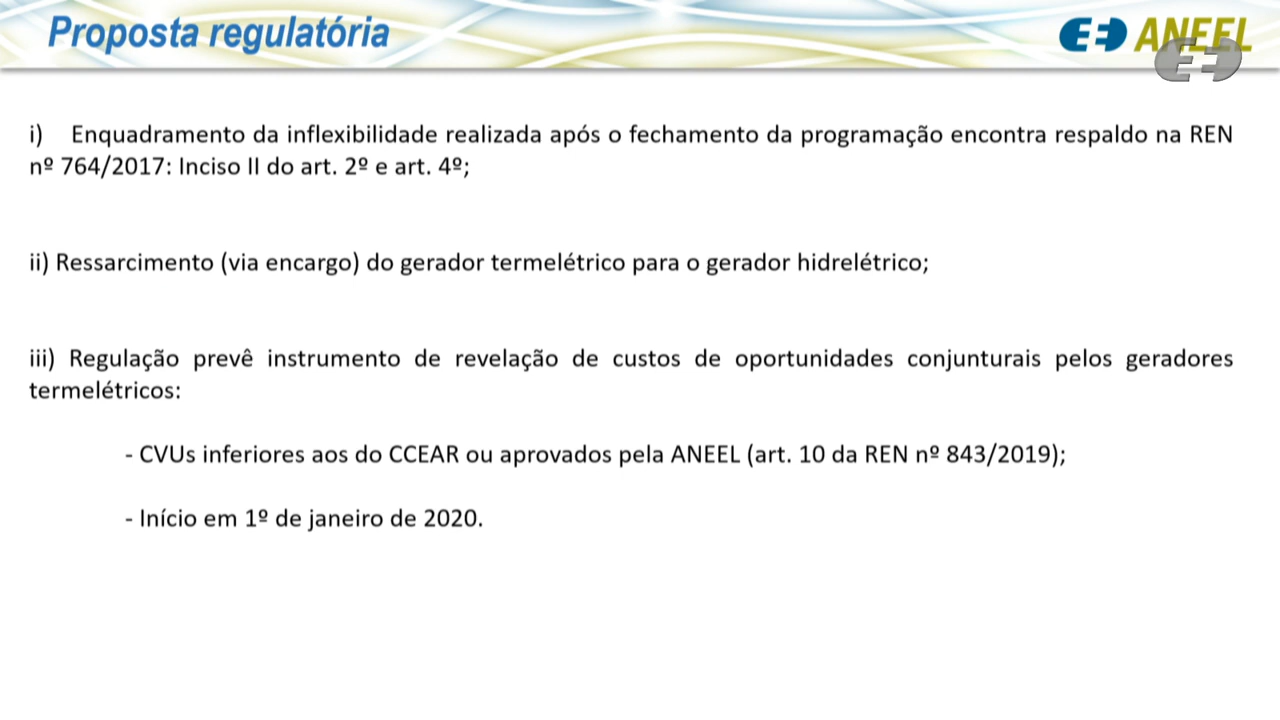 Proposta regulatória
ANEEL
i) Enquadramento da inflexibilidade realizada após o fechamento da programação encontra respaldo na REN
nº 764/2017: Inciso II do art. 2º e art. 4º;
ii) Ressarcimento (via encargo) do gerador termelétrico para o gerador hidrelétrico;
iii) Regulação prevê instrumento de revelação de custos de oportunidades conjunturais pelos geradores
termelétricos:
- CVUs inferiores aos do CCEAR ou aprovados pela ANEEL (art. 10 da REN nº 843/2019);
- Início em 1º de janeiro de 2020.